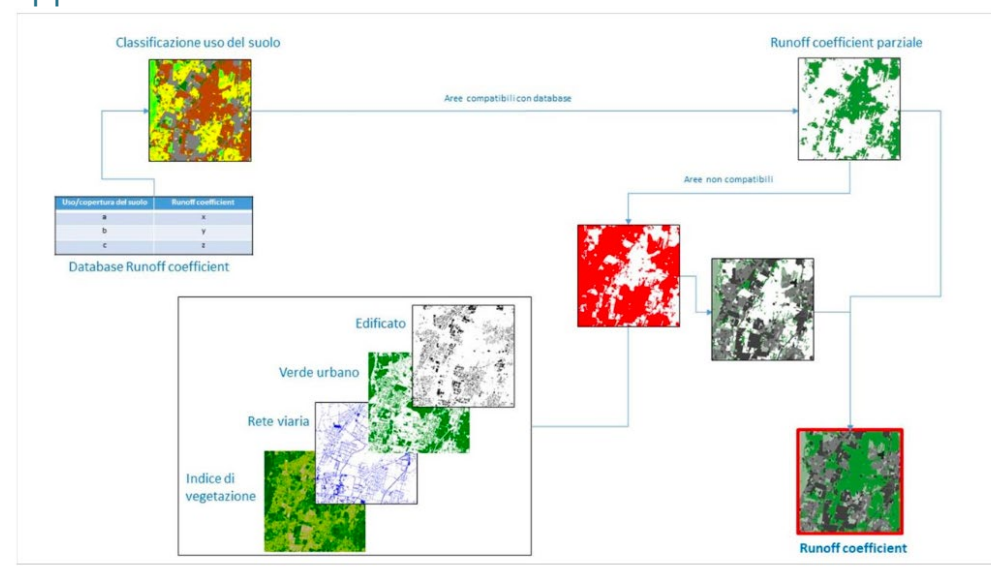 Classificazione uso del suolo
Runoff coefficient parziale
Aree compatibili con database
Aree non compatibili
Uso/copertura del suolo Runoff coefficient
a x
b y
c z
Database Runoff coefficient
Edificato
Verde urbano
Rete viaria
Indice di
vegetazione
Runoff coefficient